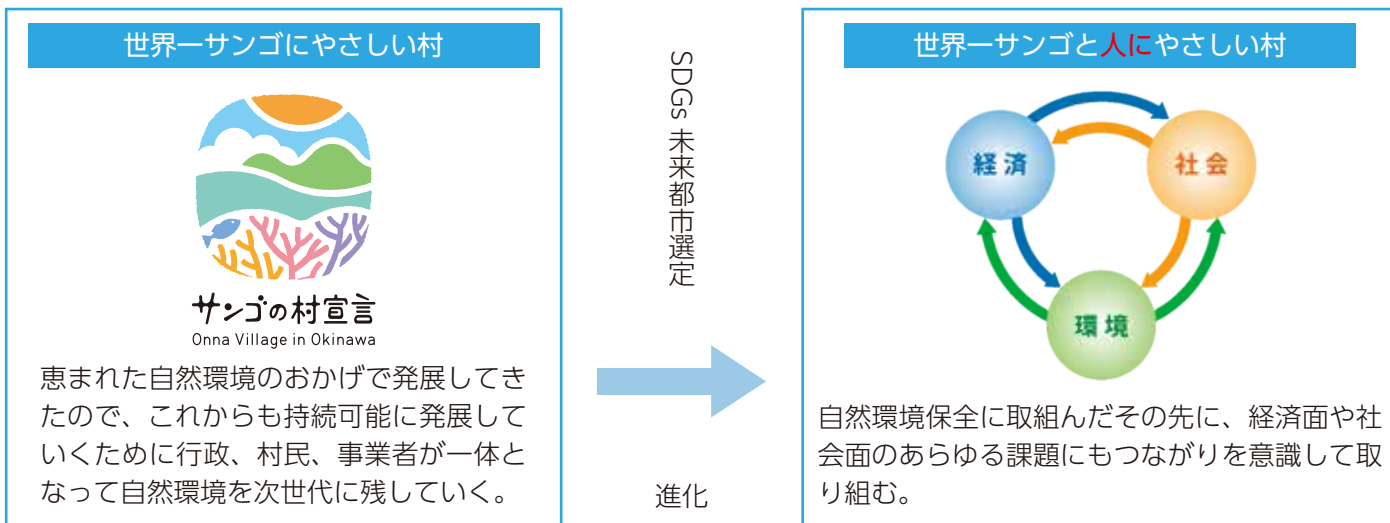 世界一サンゴにやさしい村
サンゴの村宣言
Onna Village in Okinawa
恵まれた自然環境のおかげで発展してき
たので、これからも持続可能に発展して
いくために行政、村民、事業者が一体と
なって自然環境を次世代に残していく。
SDGs 未来都市選定
進化
世界一サンゴと人にやさしい村
経済
社会
環境
自然環境保全に取組んだその先に、経済面や社
会面のあらゆる課題にもつながりを意識して取
り組む。